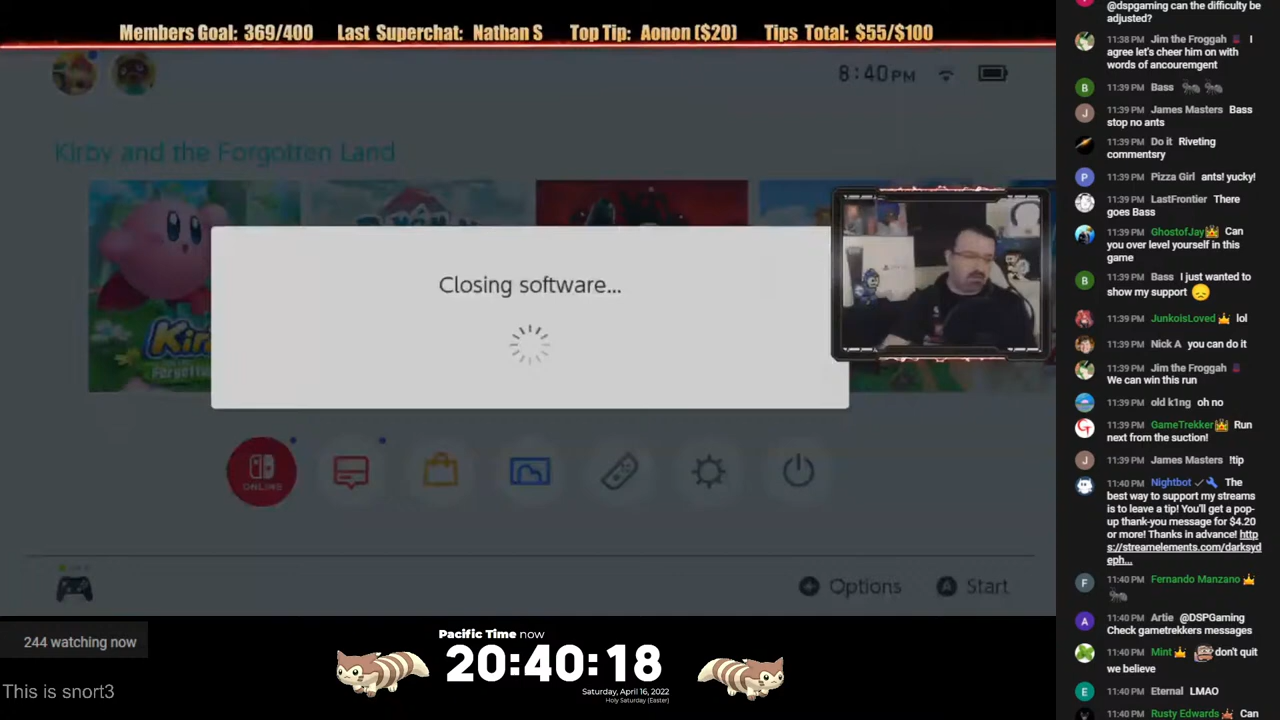 Members Goal: 369/400 Last Superchat: Nathan S Top Tip: Aonon ($20) Tips Total: $55/$100
8:40 PM
Kirby and the Forgotten Land
Closing software...
ONLINE
Options
Start
244 watching now
This is snort3
Pacific Time now
20:40:18
Saturday, April 16, 2022
Holy Saturday (Easter)
@dspgaming can the difficulty be
adjusted?
11:38 PM Jim the Froggah I
agree let's cheer him on with
words of ancouremgent
11:39 PM Bass
11:39 PM James Masters Bass
stop no ants
11:39 PM Do it Riveting
commentsry
11:39 PM Pizza Girl ants! yucky!
11:39 PM LastFrontier There
goes Bass
11:39 PM GhostofJay Can
you over level yourself in this
game
11:39 PM Bass I just wanted to
show my support
11:39 PM JunkoisLoved lol
11:39 PM Nick A you can do it
11:39 PM Jim the Froggah
We can win this run
11:39 PM old k1ng oh no
11:39 PM GameTrekker Run
next from the suction!
11:39 PM James Masters !tip
11:40 PM Nightbot The
best way to support my streams
is to leave a tip! You'll get a pop-
up thank-you message for $4.20
or more! Thanks in advance! http
s://streamelements.com/darksyd
eph...
11:40 PM Fernando Manzano
11:40 PM Artie @DSPGaming
Check gametrekkers messages
11:40 PM Mint don't quit
we believe
11:40 PM Eternal LMAO
11:40 PM Rusty Edwards Can